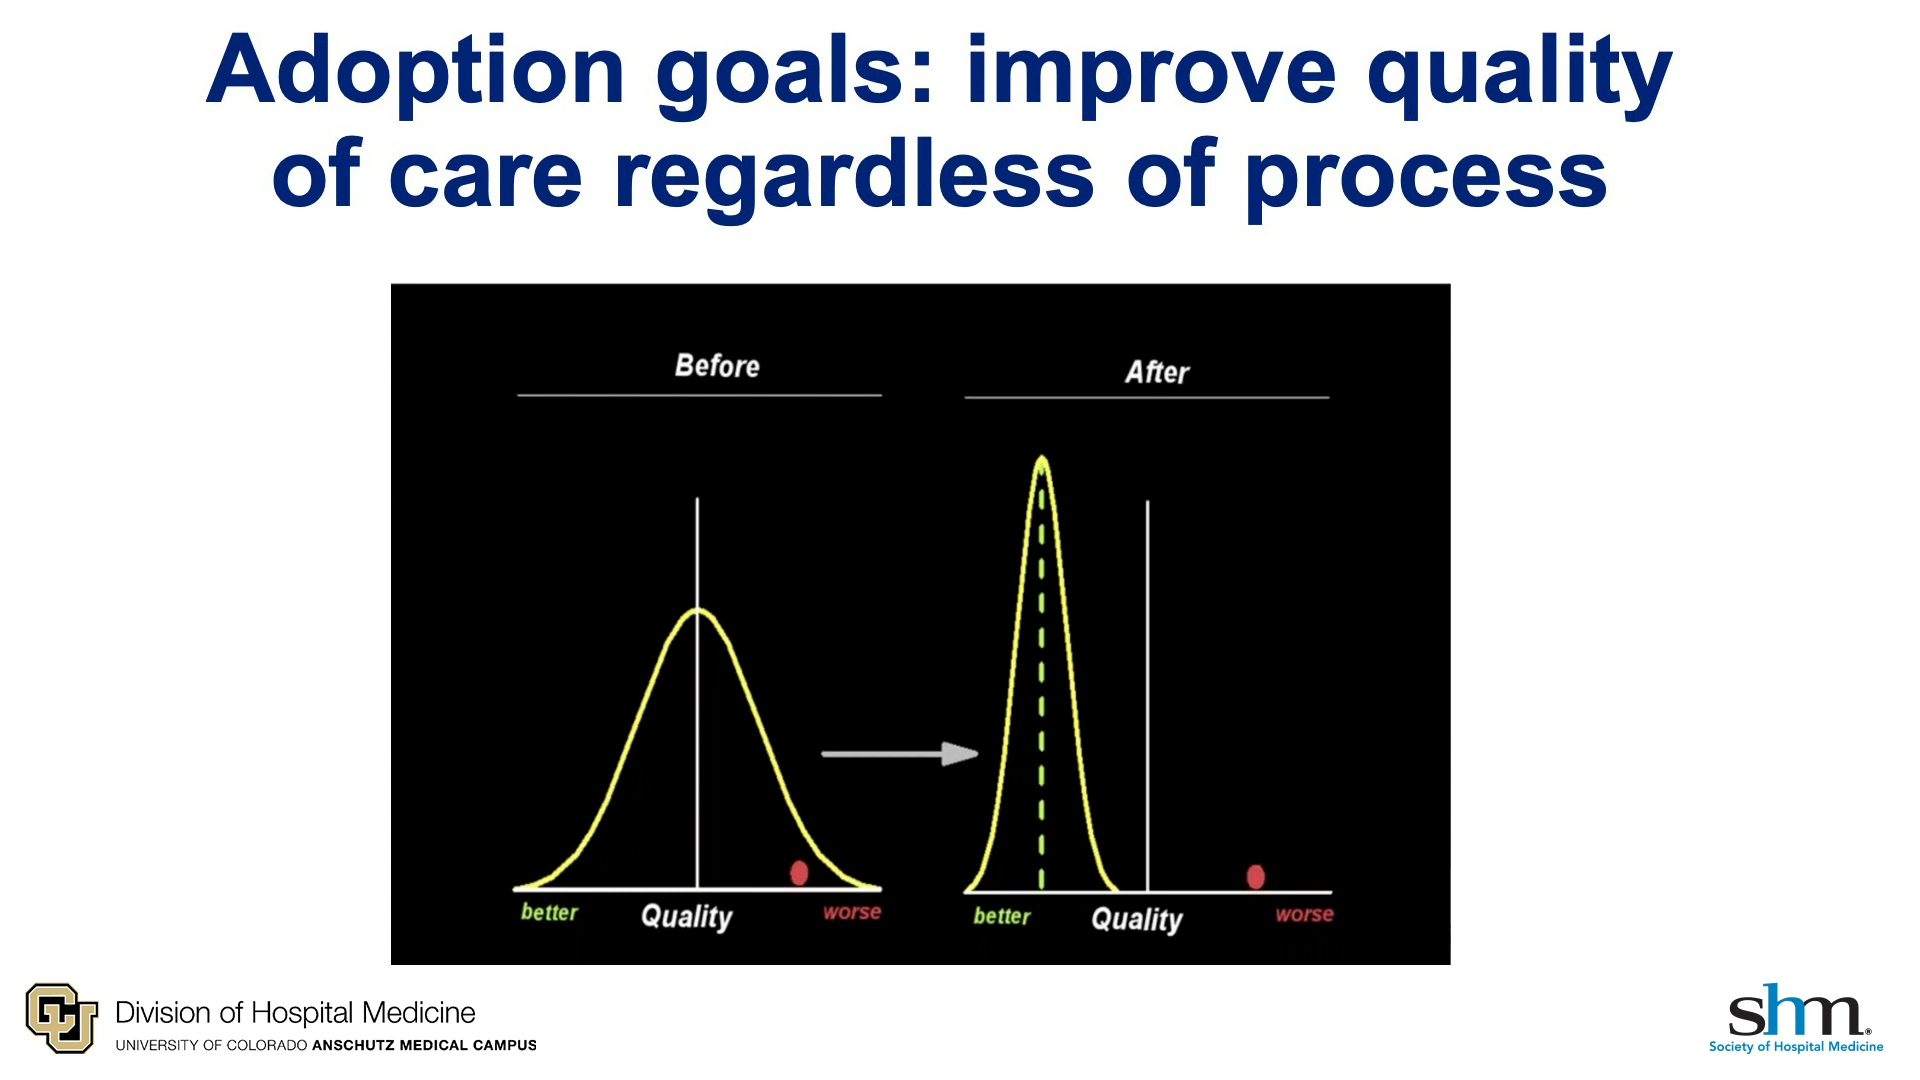 Adoption goals: improve quality
of care regardless of process
Before
After
better
Quality
worse
better
Quality
worse
CU
Division of Hospital Medicine
UNIVERSITY OF COLORADO ANSCHUTZ MEDICAL CAMPUS
shm®
Society of Hospital Medicine